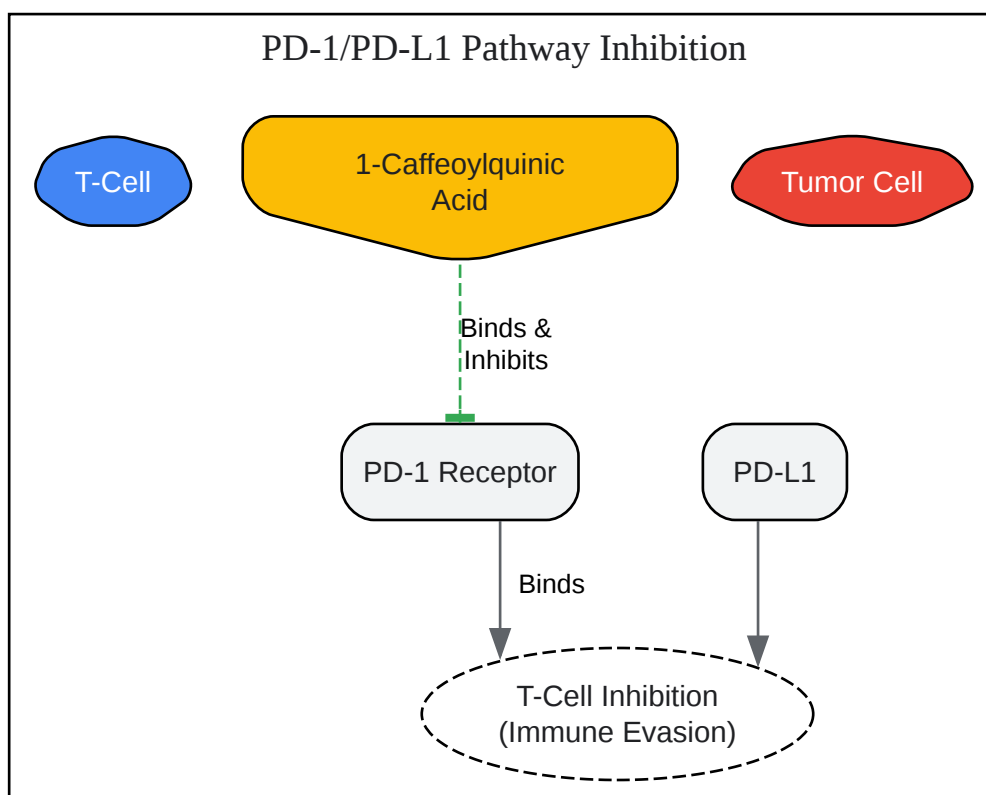 PD-1/PD-L1 Pathway Inhibition
T-Cell
1-Caffeoylquinic
Acid
Tumor Cell
Binds &
Inhibits
PD-1 Receptor
PD-L1
Binds
T-Cell Inhibition
(Immune Evasion)